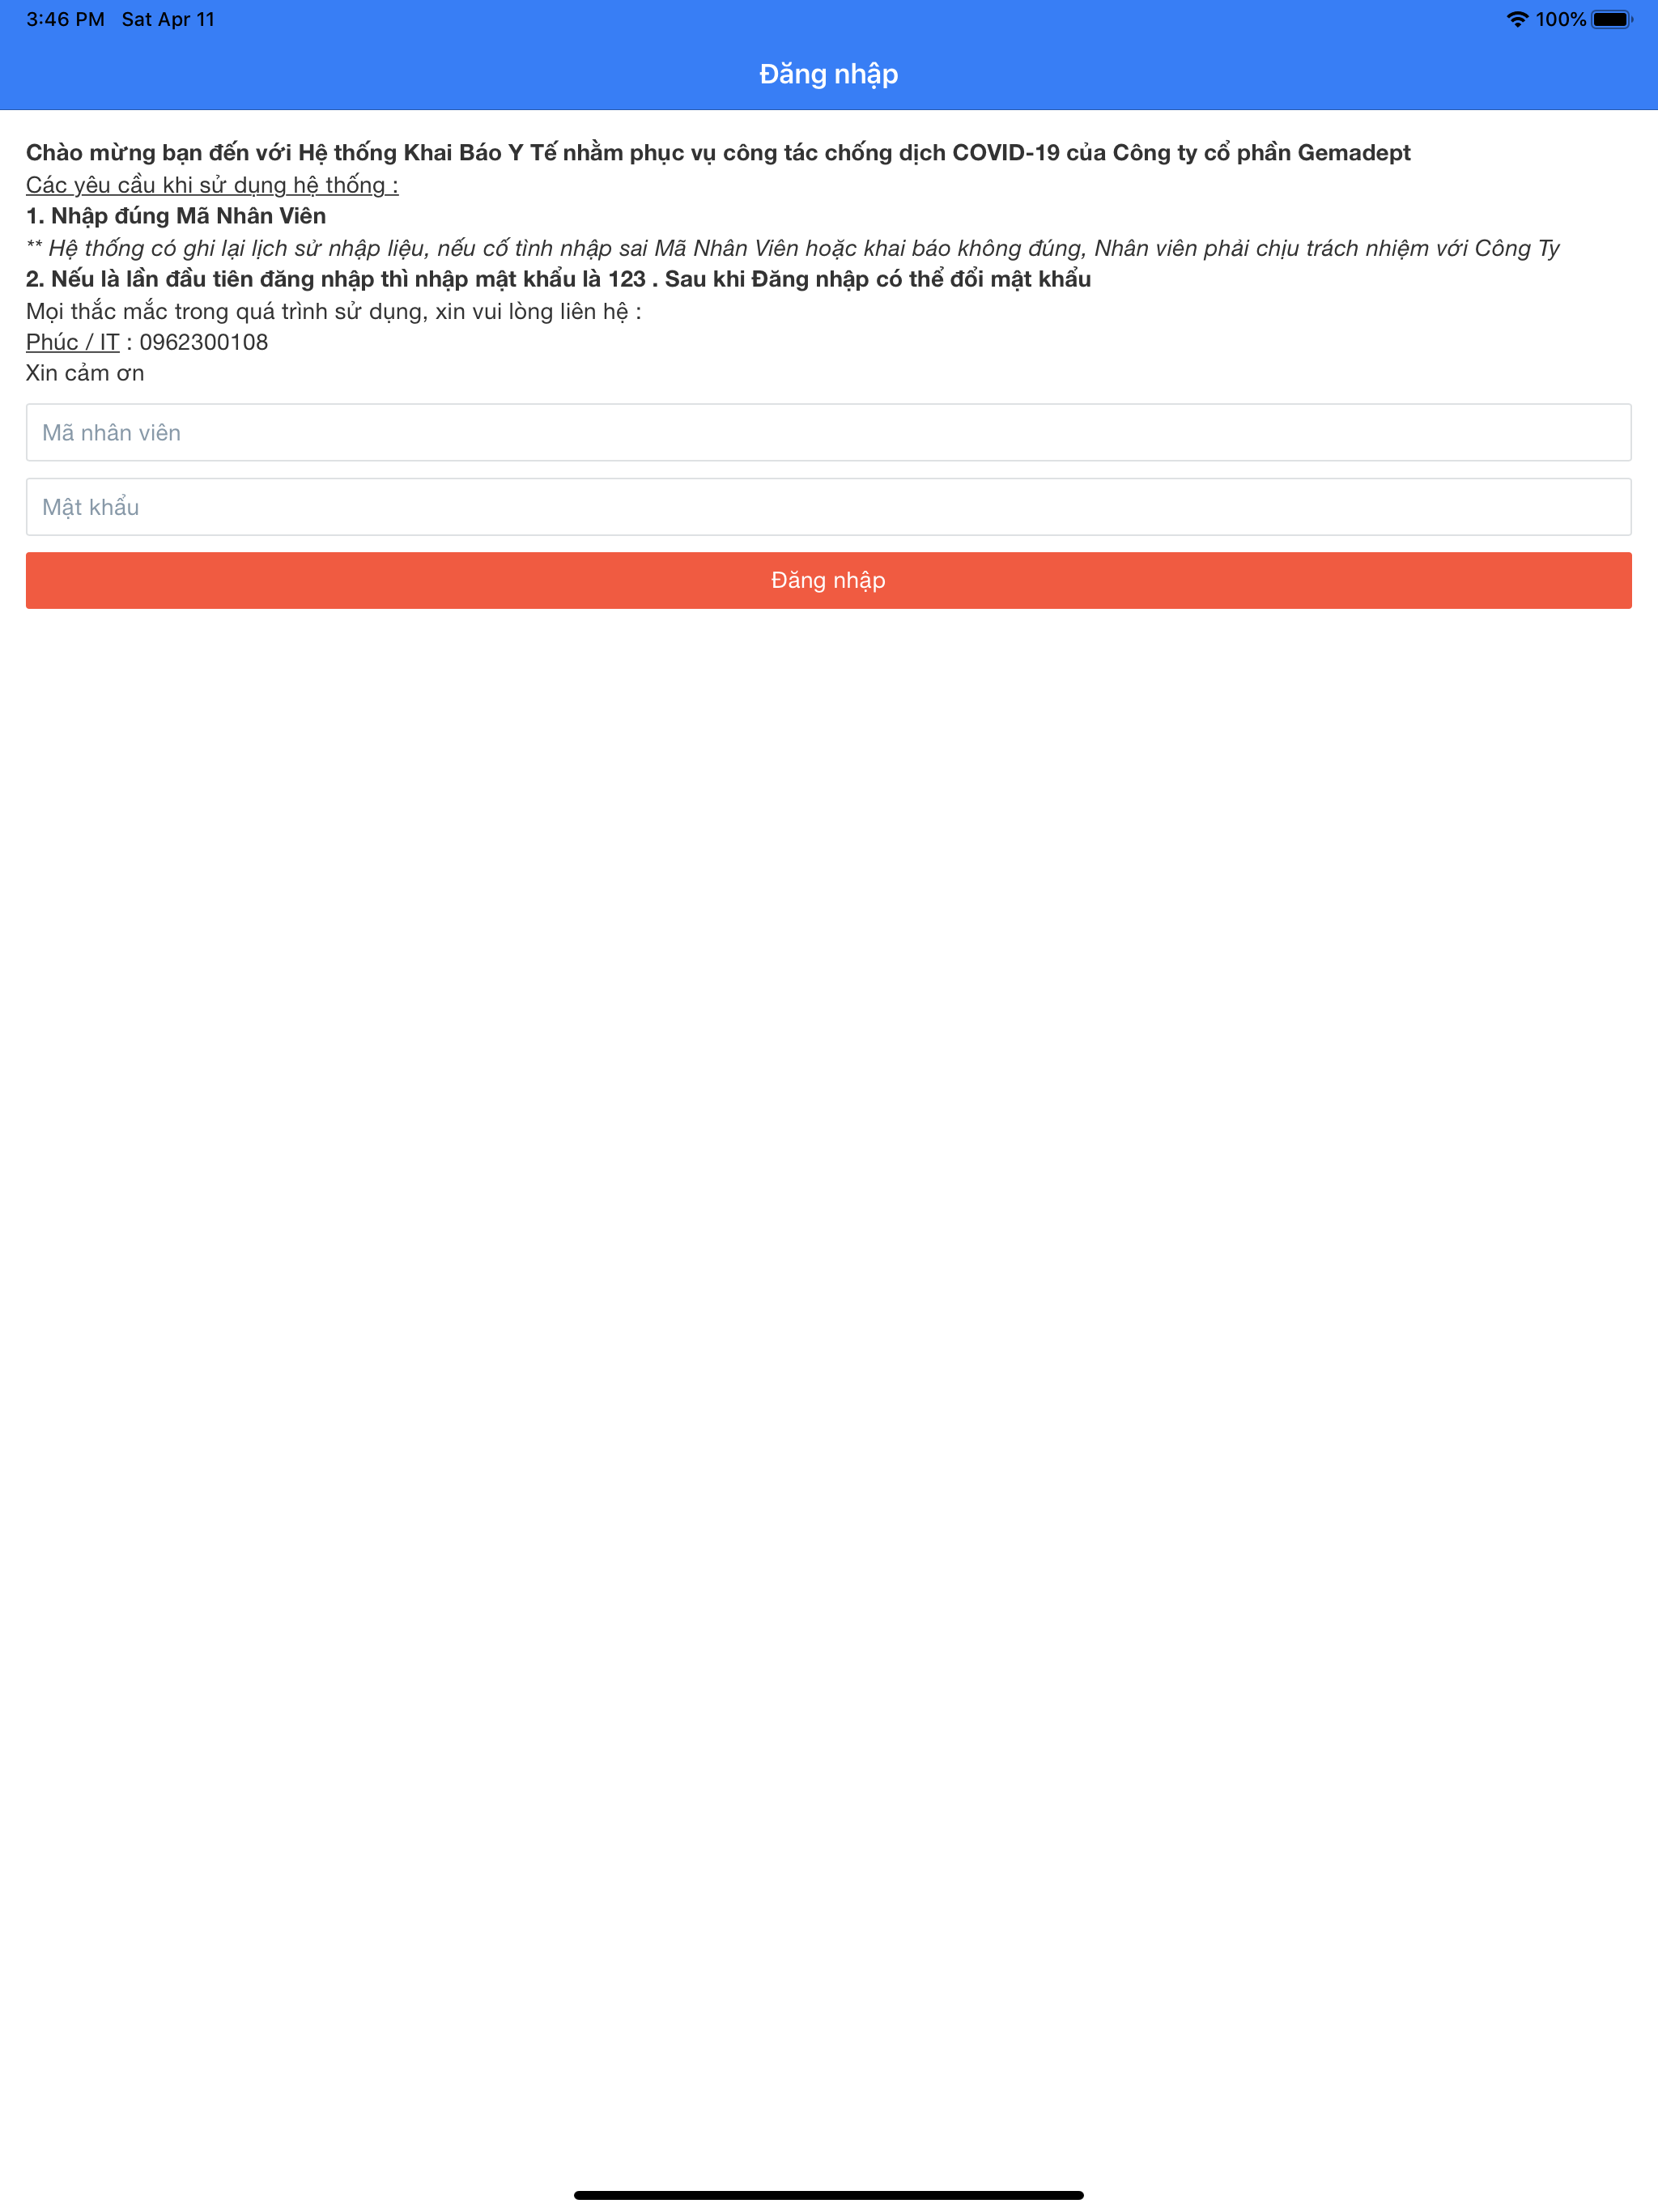 3:46 PM Sat Apr 11 100%
Đăng nhập
Chào mừng bạn đến với Hệ thống Khai Báo Y Tế nhằm phục vụ công tác chống dịch COVID-19 của Công ty cổ phần Gemadept
Các yêu cầu khi sử dụng hệ thống :
1. Nhập đúng Mã Nhân Viên
** Hệ thống có ghi lại lịch sử nhập liệu, nếu cố tình nhập sai Mã Nhân Viên hoặc khai báo không đúng, Nhân viên phải chịu trách nhiệm với Công Ty
2. Nếu là lần đầu tiên đăng nhập thì nhập mật khẩu là 123 . Sau khi Đăng nhập có thể đổi mật khẩu
Mọi thắc mắc trong quá trình sử dụng, xin vui lòng liên hệ :
Phúc / IT : 0962300108
Xin cảm ơn
Mã nhân viên
Mật khẩu
Đăng nhập